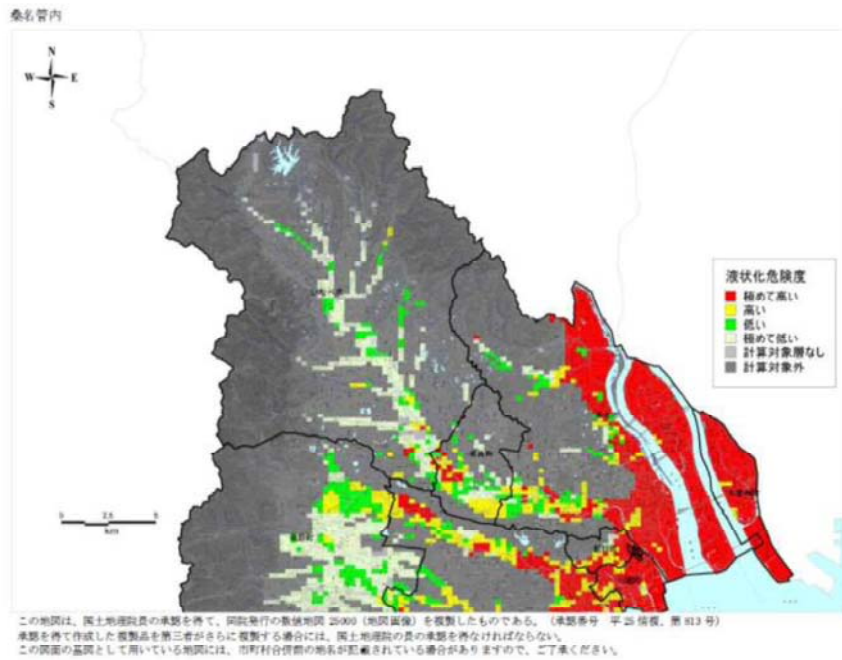 桑名管内
N
W E
S
液状化危険度
極めて高い
高い
低い
極めて低い
計算対象層なし
計算対象外
0 2.5 5
km
この地図は、国土地理院長の承認を得て、同院発行の数値地図 25000(地図画像)を複製したものである。(承認番号 平 25 情複、第 813 号)
承認を得て作成した複製品を第三者がさらに複製する場合には、国土地理院の長の承認を得なければならない。
この図面の基図として用いている地図には、市町村合併前の地名が記載されている場合がありますので、ご了承ください。